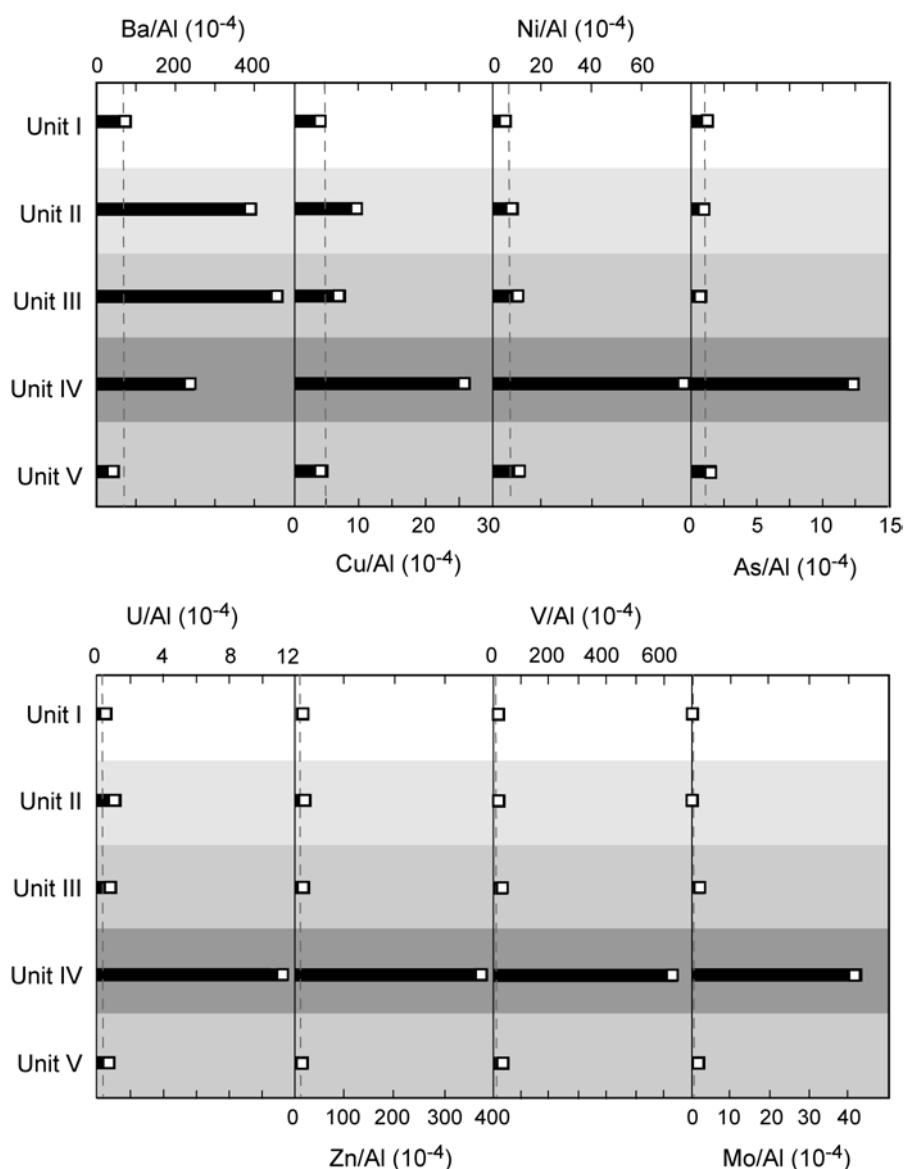 Ba/Al (10⁻⁴) Ni/Al (10⁻⁴)
0 200 400 0 20 40 60
Unit I
Unit II
Unit III
Unit IV
Unit V
0 10 20 30 0 5 10 15
Cu/Al (10⁻⁴) As/Al (10⁻⁴)
U/Al (10⁻⁴) V/Al (10⁻⁴)
0 4 8 12 0 200 400 600
Unit I
Unit II
Unit III
Unit IV
Unit V
0 100 200 300 400 0 10 20 30 40
Zn/Al (10⁻⁴) Mo/Al (10⁻⁴)